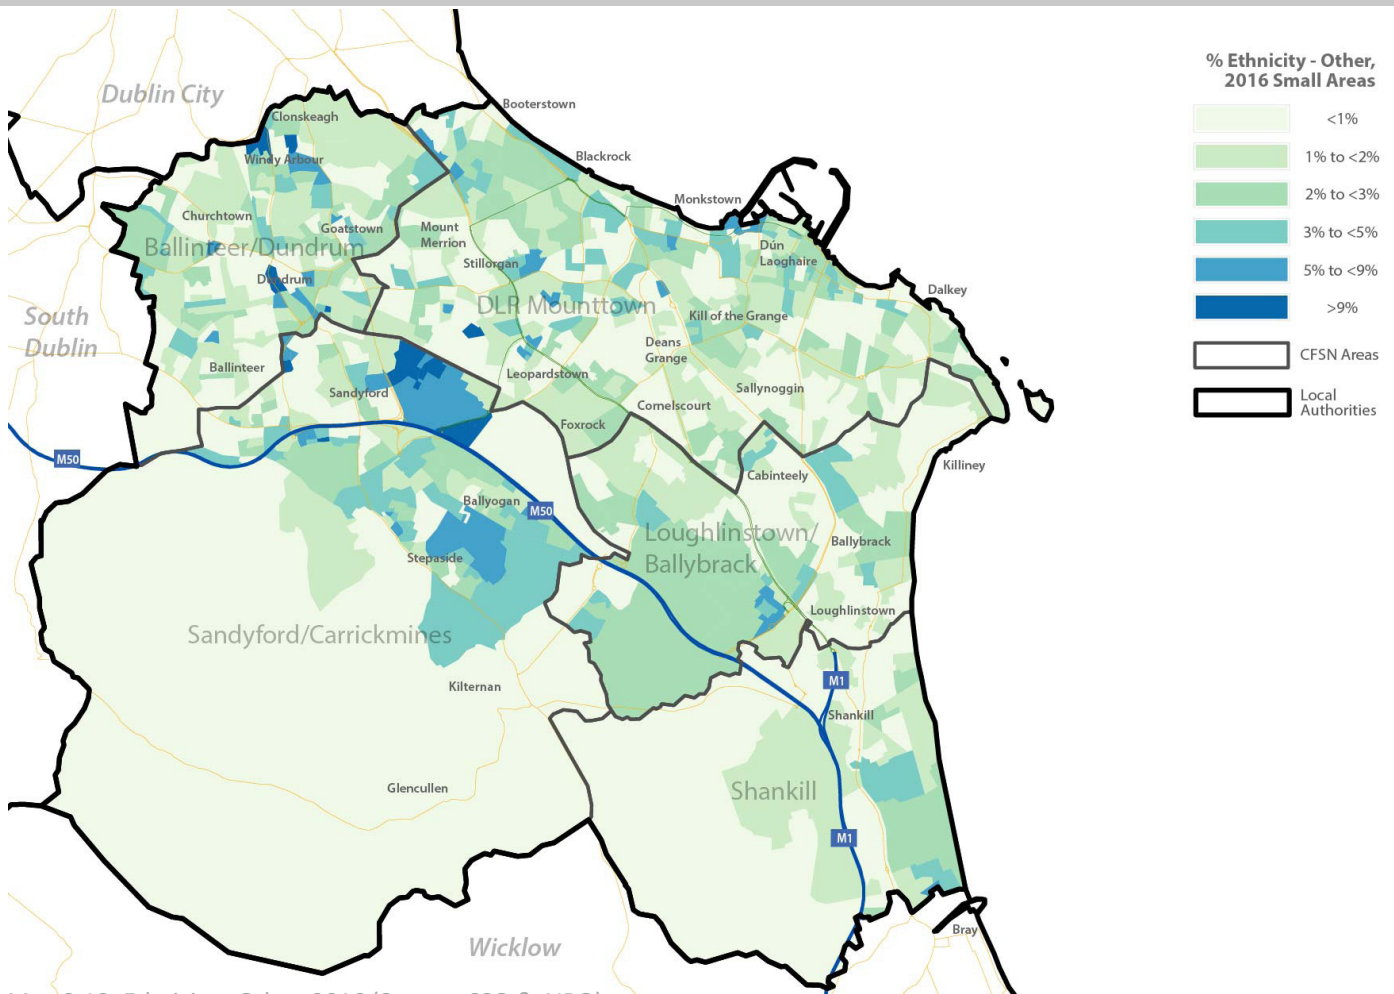 % Ethnicity - Other,
2016 Small Areas
<1%
1% to <2%
2% to <3%
3% to <5%
5% to <9%
>9%
CFSN Areas
Local
Authorities
Dublin City
Booterstown
Clonskeagh
Windy Arbour
Blackrock
Monkstown
Churchtown
Goatstown
Mount
Merrion
Ballinteer/Dundrum
Dún
Laoghaire
Stillorgan
Dundrum
Dalkey
DLR Mounttown
South
Dublin
Kill of the Grange
Deans
Grange
Ballinteer
Leopardstown
Sandyford
Sallynoggin
Cornelscourt
Foxrock
M50
Killiney
Cabinteely
Ballyogan
M50
Loughlinstown/
Ballybrack
Ballybrack
Stepaside
Loughlinstown
Sandyford/Carrickmines
Kilternan
M1
Shankill
Glencullen
Shankill
M1
Bray
Wicklow